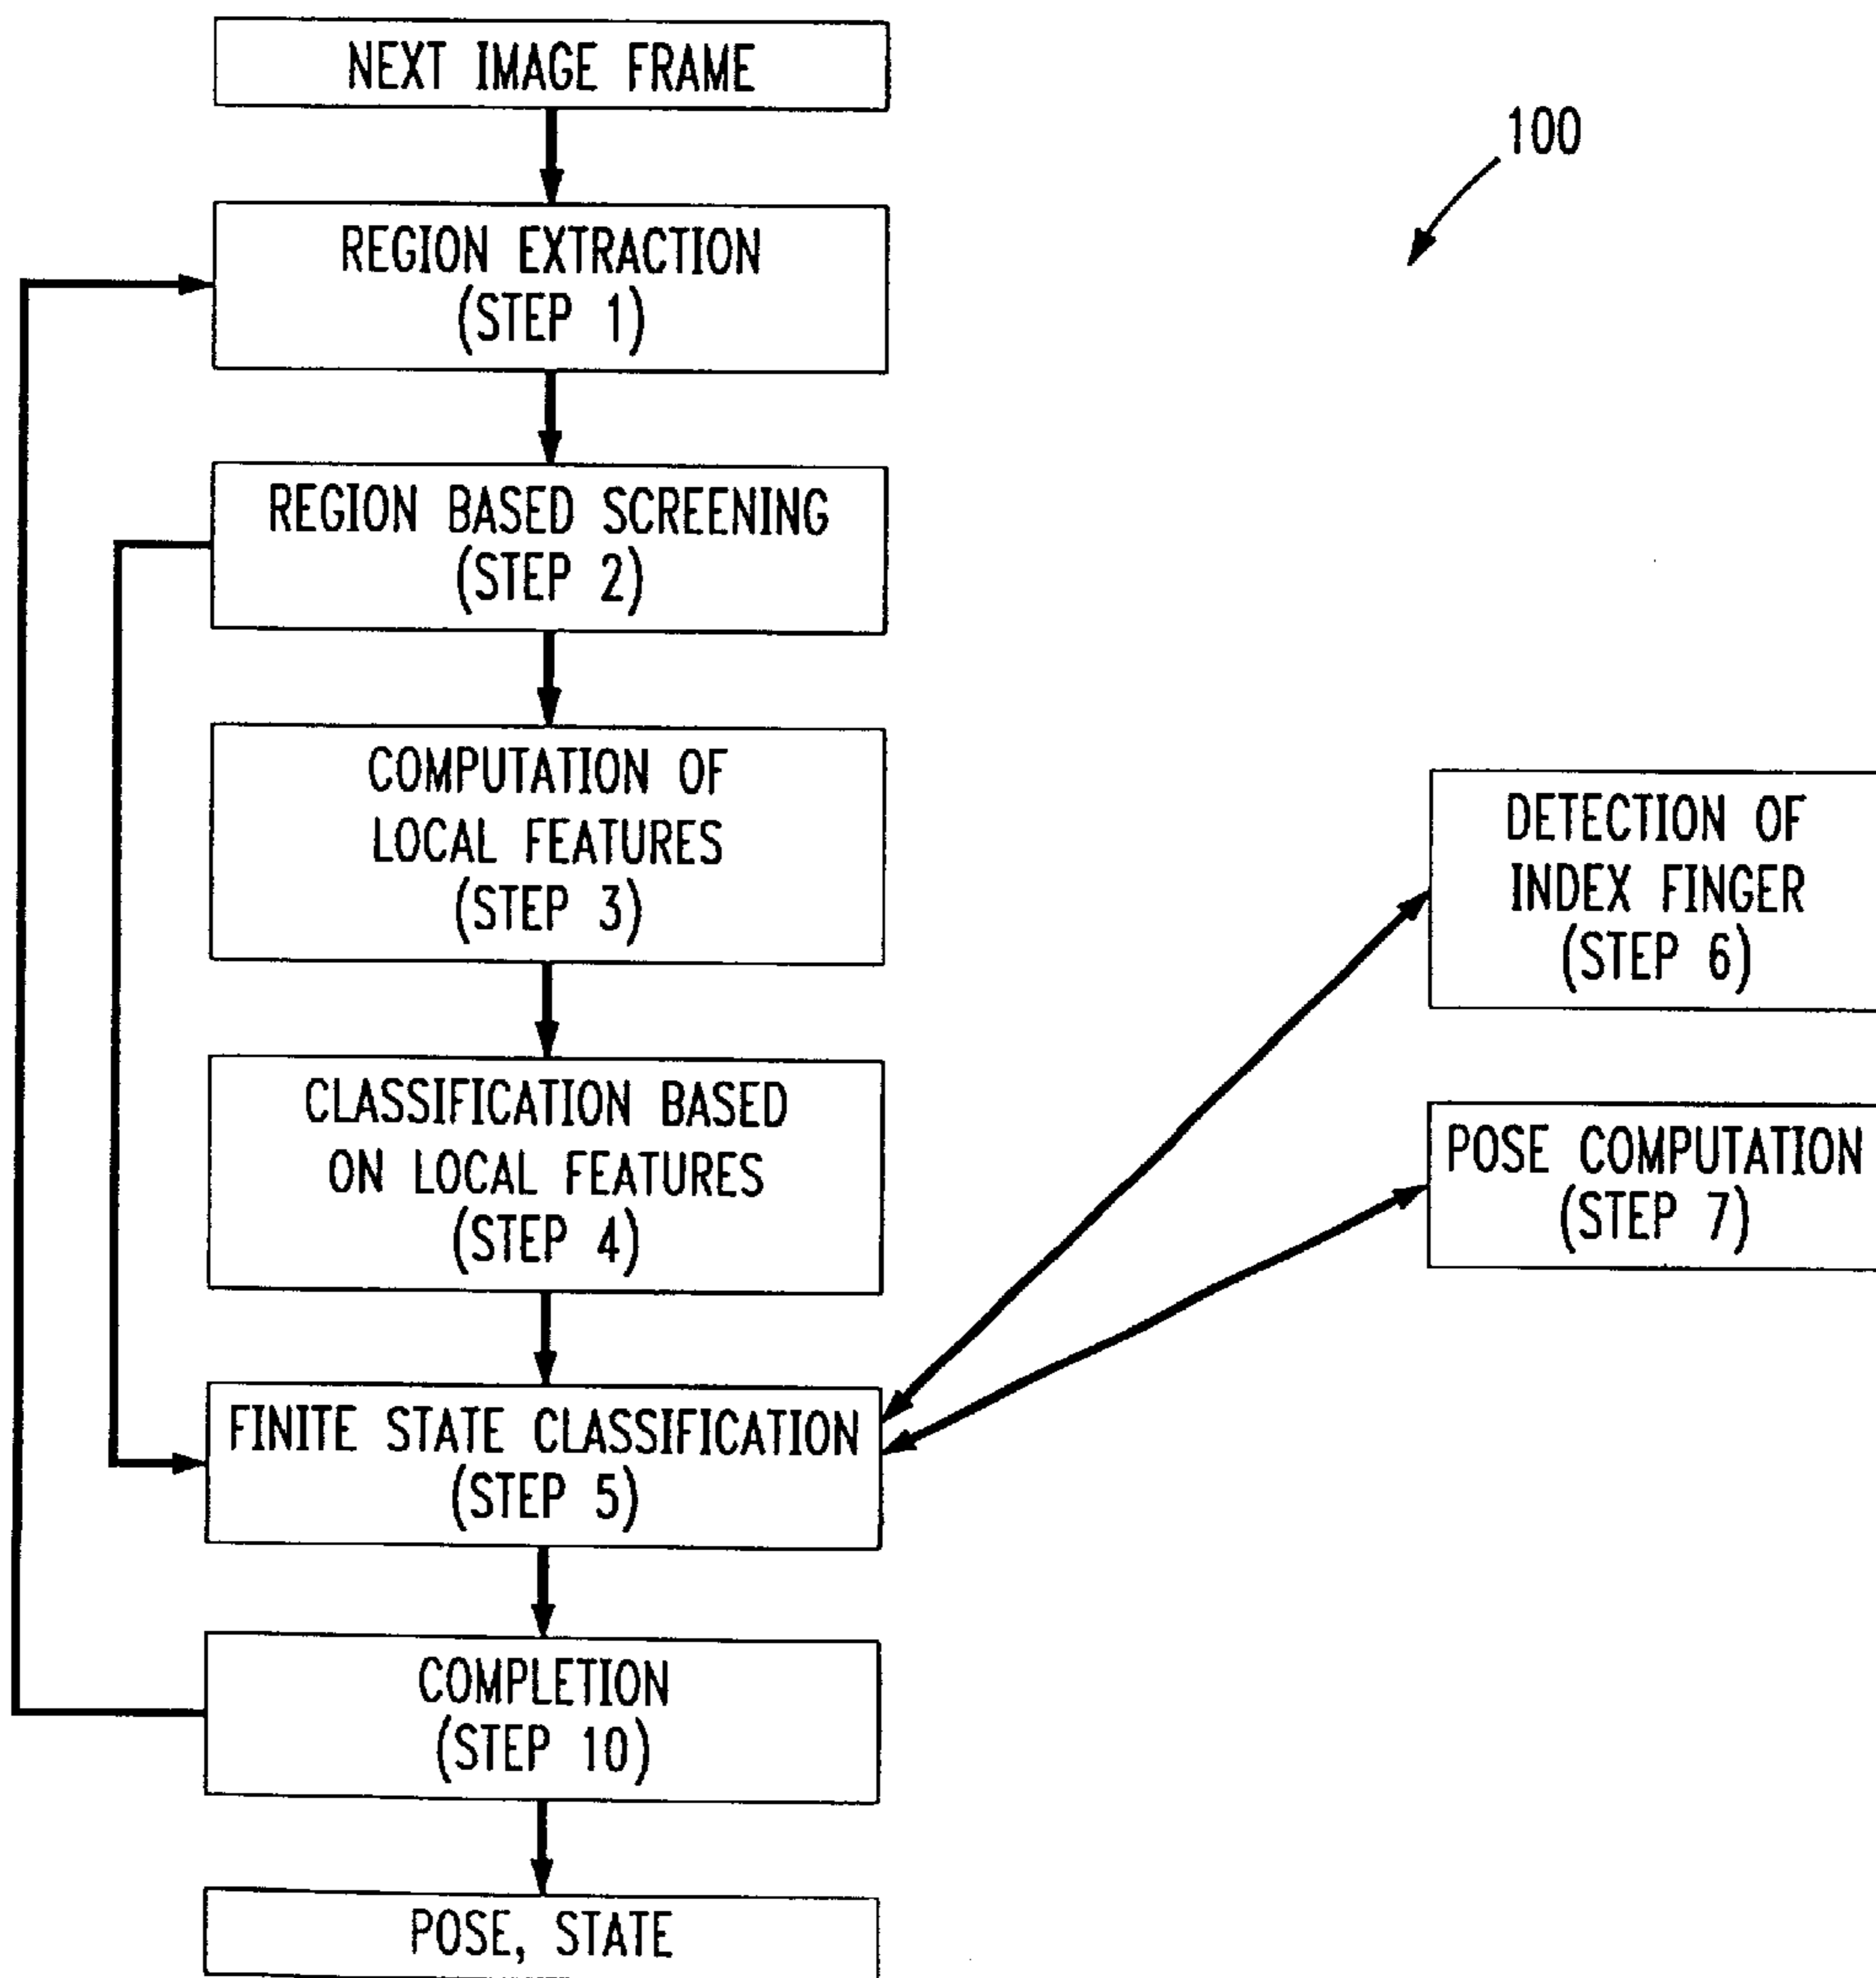 NEXT IMAGE FRAME
100
REGION EXTRACTION
(STEP 1)
REGION BASED SCREENING
(STEP 2)
COMPUTATION OF
LOCAL FEATURES
(STEP 3)
DETECTION OF
INDEX FINGER
(STEP 6)
CLASSIFICATION BASED
ON LOCAL FEATURES
(STEP 4)
POSE COMPUTATION
(STEP 7)
FINITE STATE CLASSIFICATION
(STEP 5)
COMPLETION
(STEP 10)
POSE, STATE